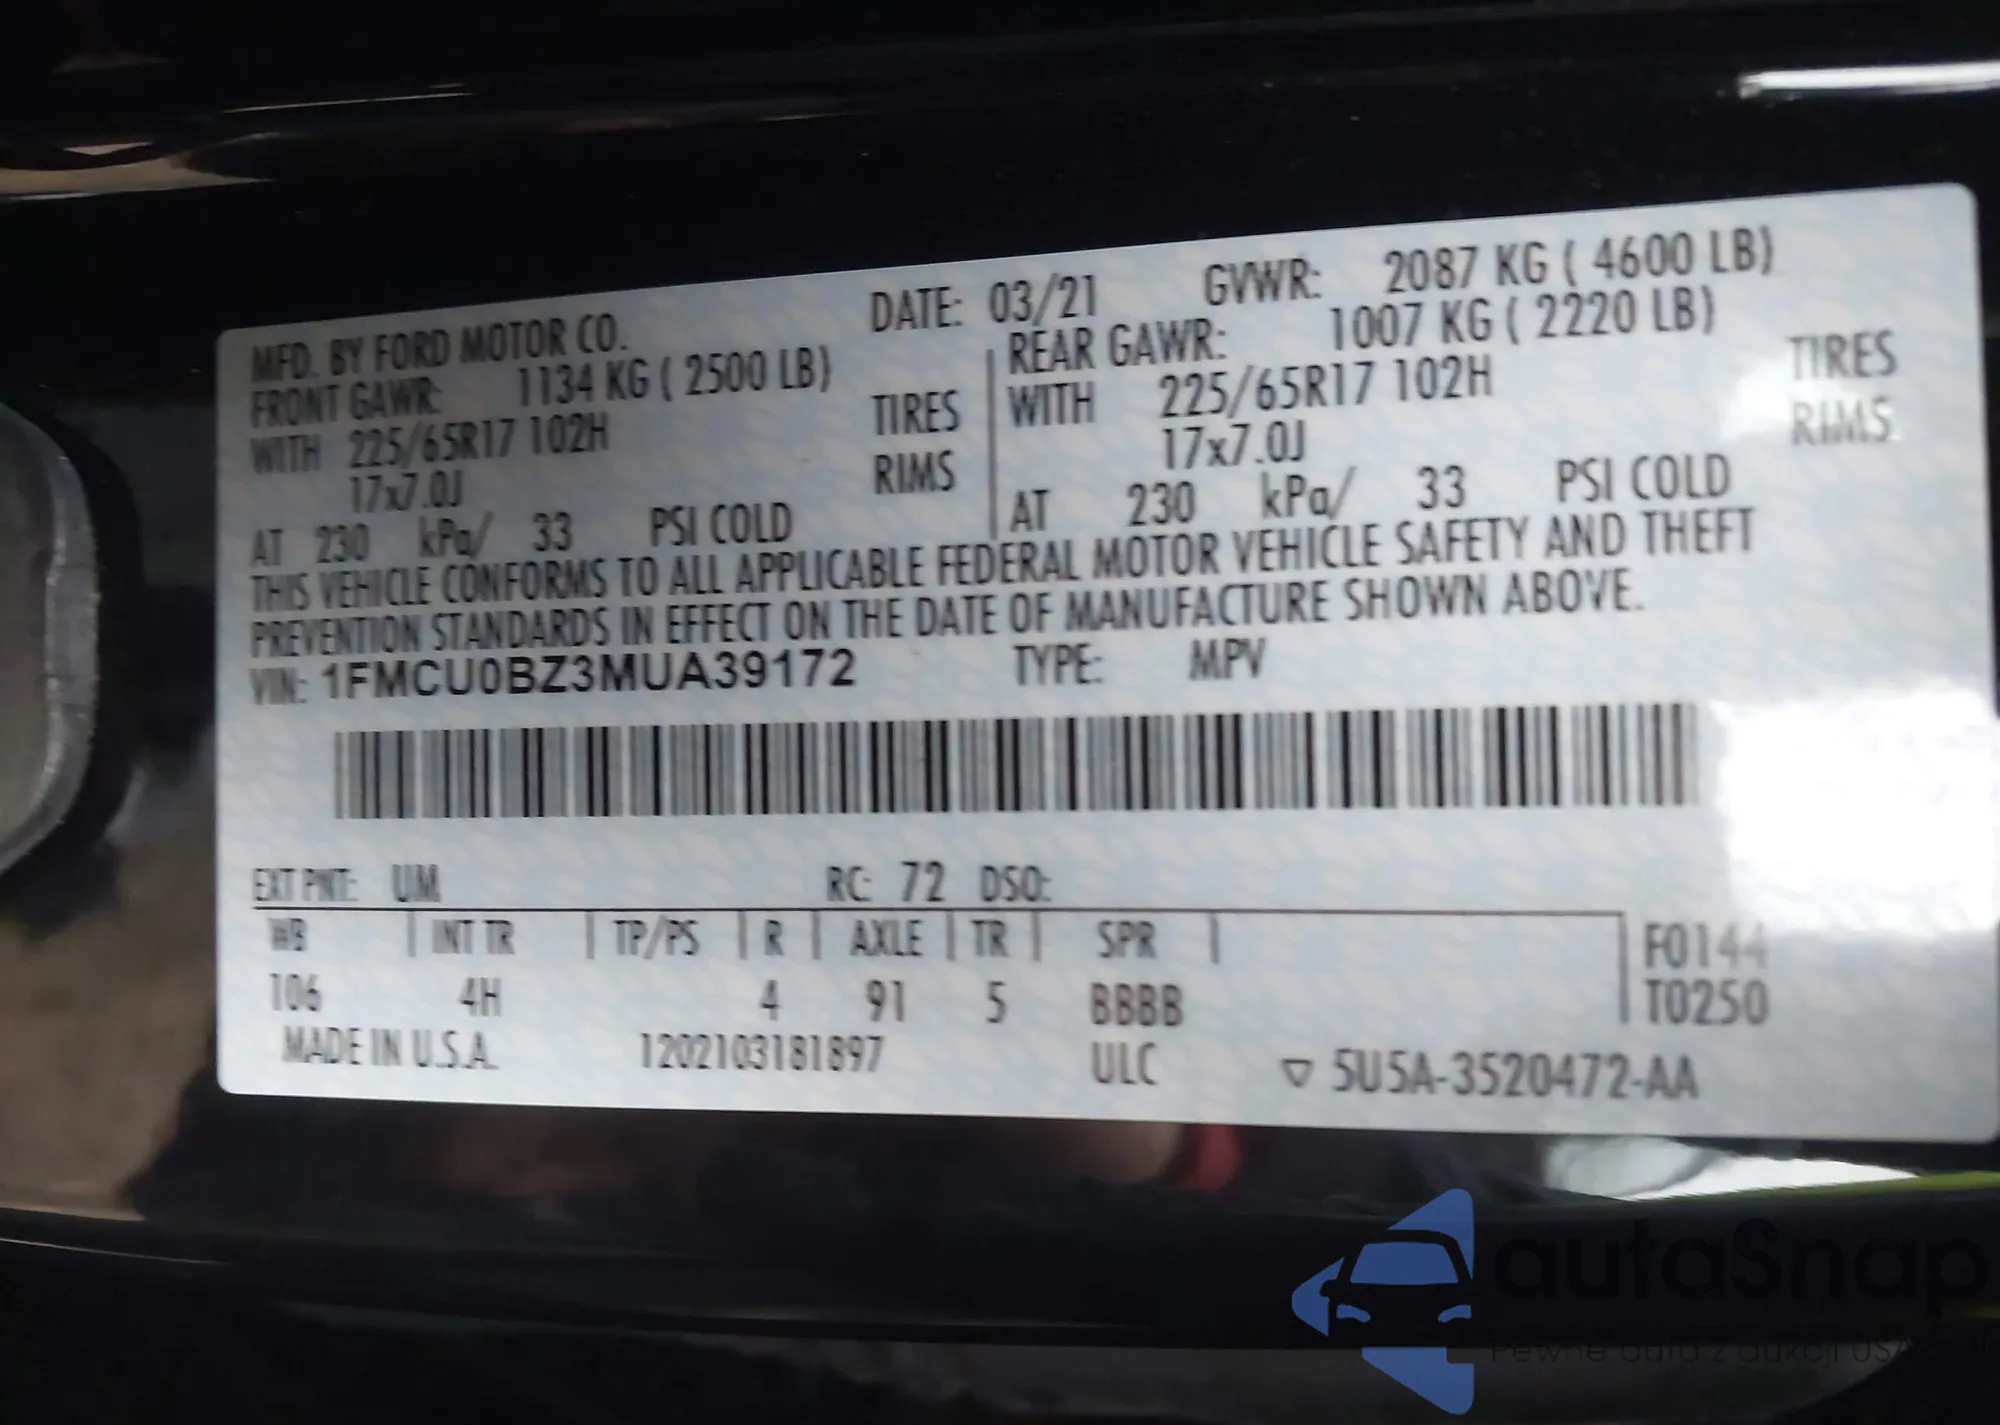 MFD. BY FORD MOTOR CO. DATE: 03/21 GVWR: 2087 KG ( 4600 LB)
FRONT GAWR: 1134 KG ( 2500 LB) REAR GAWR: 1007 KG ( 2220 LB)
WITH 225/65R17 102H TIRES WITH 225/65R17 102H TIRES
17x7.0J RIMS 17x7.0J RIMS
AT 230 kPa/ 33 PSI COLD AT 230 kPa/ 33 PSI COLD
THIS VEHICLE CONFORMS TO ALL APPLICABLE FEDERAL MOTOR VEHICLE SAFETY AND THEFT
PREVENTION STANDARDS IN EFFECT ON THE DATE OF MANUFACTURE SHOWN ABOVE.
VIN: 1FMCU0BZ3MUA39172 TYPE: MPV
EXT PNT: UM RC: 72 DSO:
WB INT TR TP/PS R AXLE TR SPR F0144
106 4H 4 91 5 BBBB T0250
MADE IN U.S.A. 1202103181897 ULC ▽ 5U5A-3520472-AA
autaSnap
Pewne auta z aukcji USA